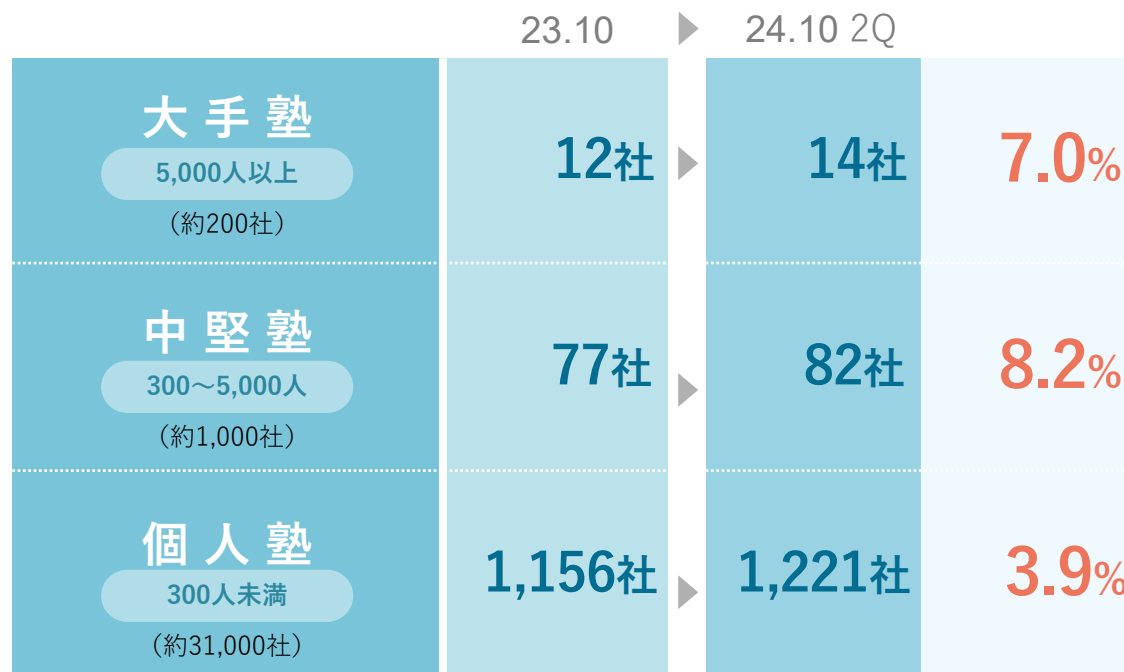 23.10 ▶ 24.10 2Q
大手塾
5,000人以上
（約200社）
12社 ▶ 14社 7.0%
中堅塾
300〜5,000人
（約1,000社）
77社 ▶ 82社 8.2%
個人塾
300人未満
（約31,000社）
1,156社 ▶ 1,221社 3.9%